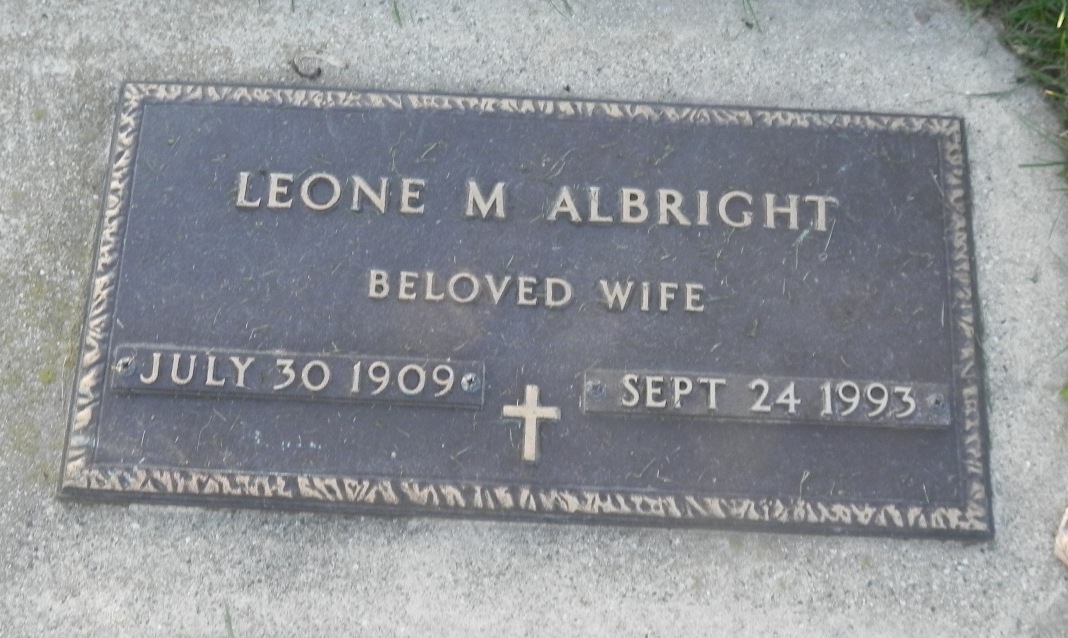 LEONE M ALBRIGHT
BELOVED WIFE
JULY 30 1909
SEPT 24 1993